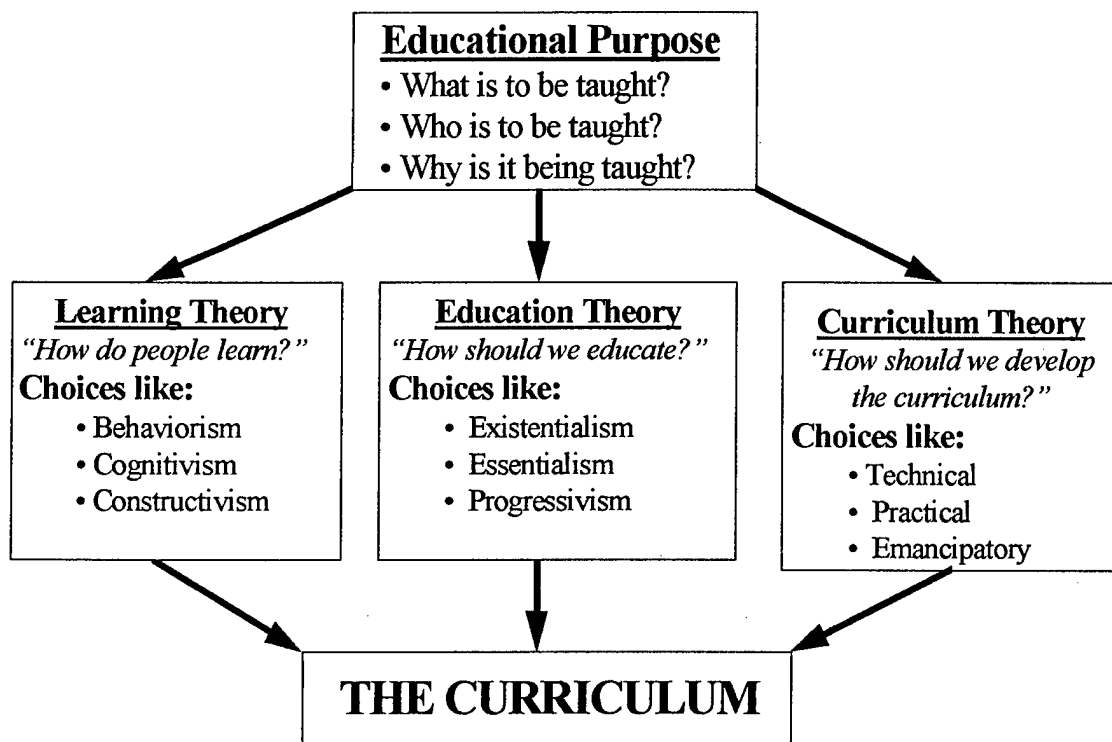 Educational Purpose
• What is to be taught?
• Who is to be taught?
• Why is it being taught?
Learning Theory
“How do people learn?”
Choices like:
• Behaviorism
• Cognitivism
• Constructivism
Education Theory
“How should we educate?”
Choices like:
• Existentialism
• Essentialism
• Progressivism
Curriculum Theory
“How should we develop
the curriculum?”
Choices like:
• Technical
• Practical
• Emancipatory
THE CURRICULUM